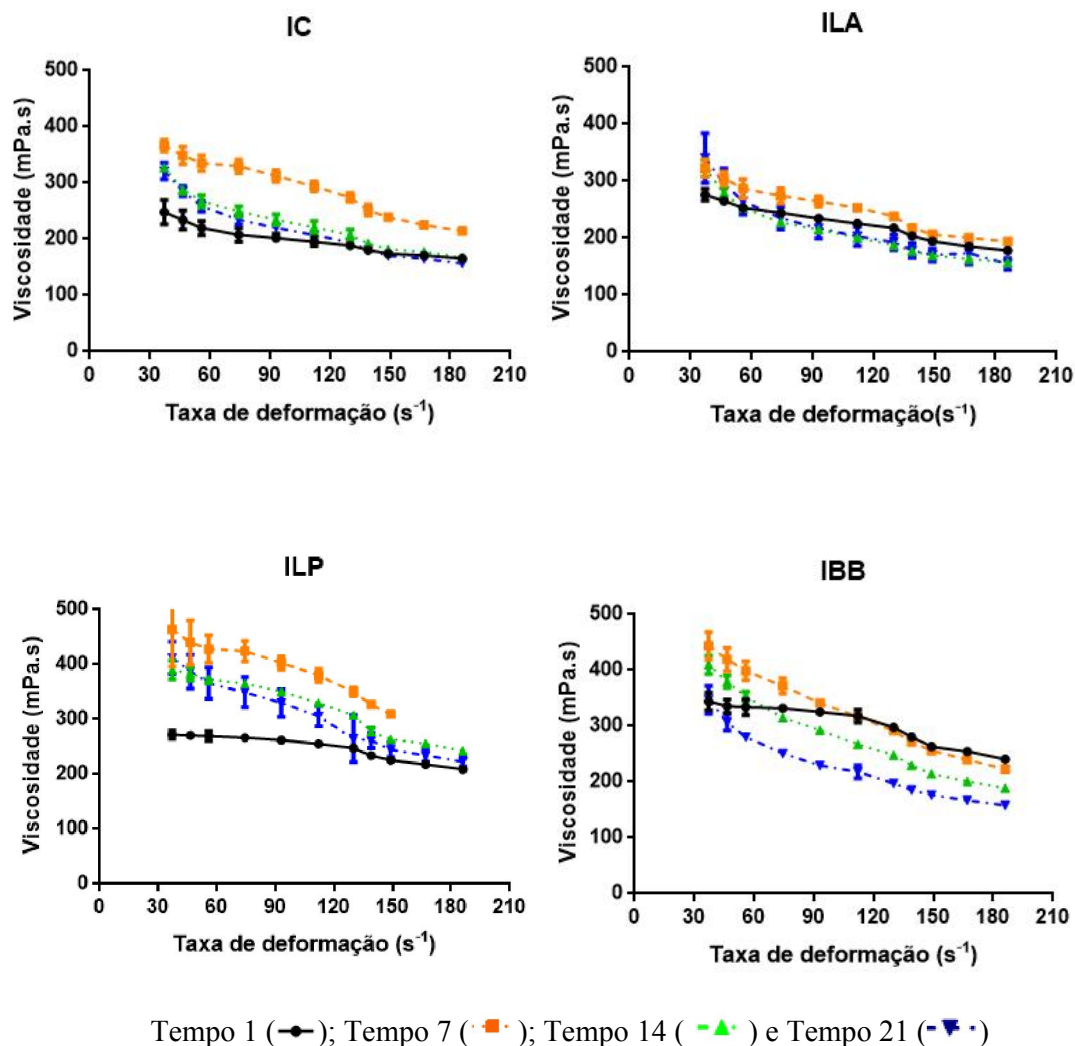 IC
Viscosidade (mPa.s)
500
400
300
200
100
0
0 30 60 90 120 150 180 210
Taxa de deformação (s⁻¹)
ILA
Viscosidade (mPa.s)
500
400
300
200
100
0
0 30 60 90 120 150 180 210
Taxa de deformação(s⁻¹)
ILP
Viscosidade (mPa.s)
500
400
300
200
100
0
0 30 60 90 120 150 180 210
Taxa de deformação (s⁻¹)
IBB
Viscosidade (mPa.s)
500
400
300
200
100
0
0 30 60 90 120 150 180 210
Taxa de deformação (s⁻¹)
Tempo 1 ( ); Tempo 7 ( ); Tempo 14 ( ) e Tempo 21 ( )